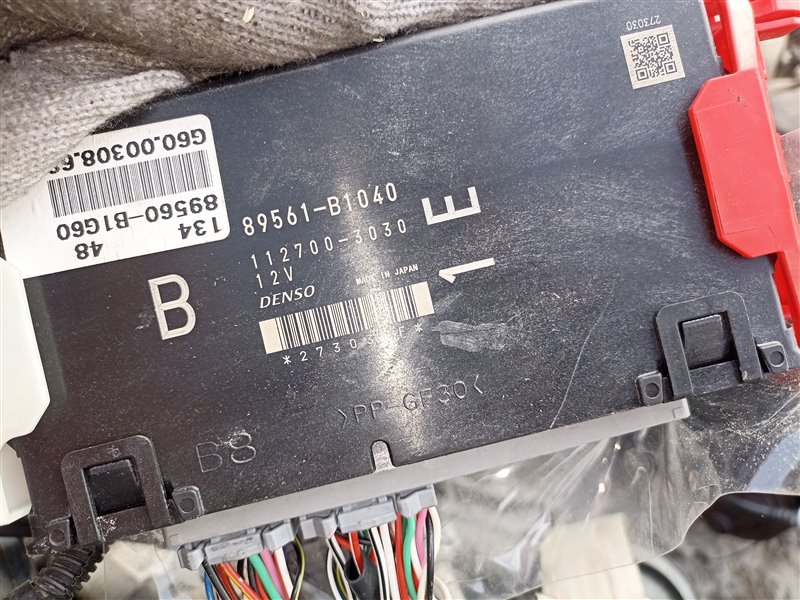 273030
G60.00308.6
89560-B1G60
134
48
89561-B1040
112700-3030
12V
DENSO MADE IN JAPAN
B
1 E
>PP-GF30<
B8